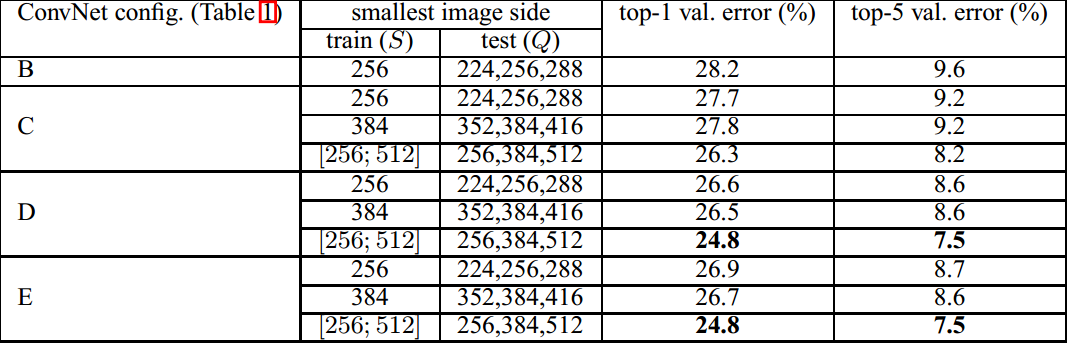 ConvNet config. (Table 1) smallest image side top-1 val. error (%) top-5 val. error (%)
train (S) test (Q)
B 256 224,256,288 28.2 9.6
256 224,256,288 27.7 9.2
C 384 352,384,416 27.8 9.2
[256; 512] 256,384,512 26.3 8.2
256 224,256,288 26.6 8.6
D 384 352,384,416 26.5 8.6
[256; 512] 256,384,512 24.8 7.5
256 224,256,288 26.9 8.7
E 384 352,384,416 26.7 8.6
[256; 512] 256,384,512 24.8 7.5